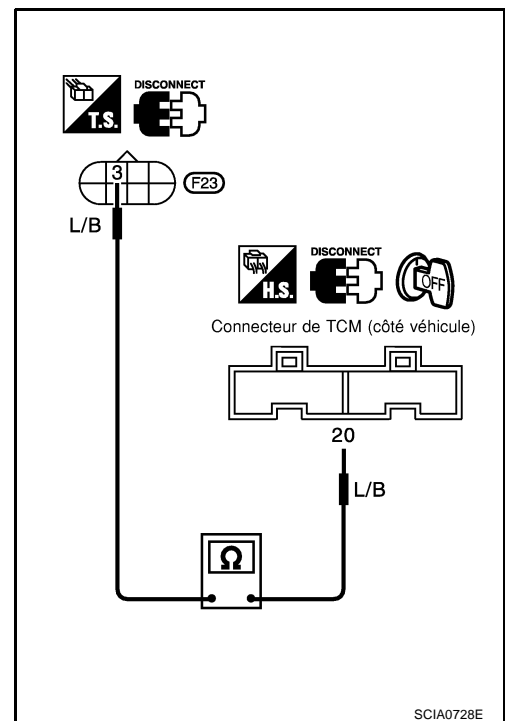 DISCONNECT
T.S.
3
F23
L/B
DISCONNECT
H.S.
OFF
Connecteur de TCM (côté véhicule)
20
L/B
Ω
SCIA0728E